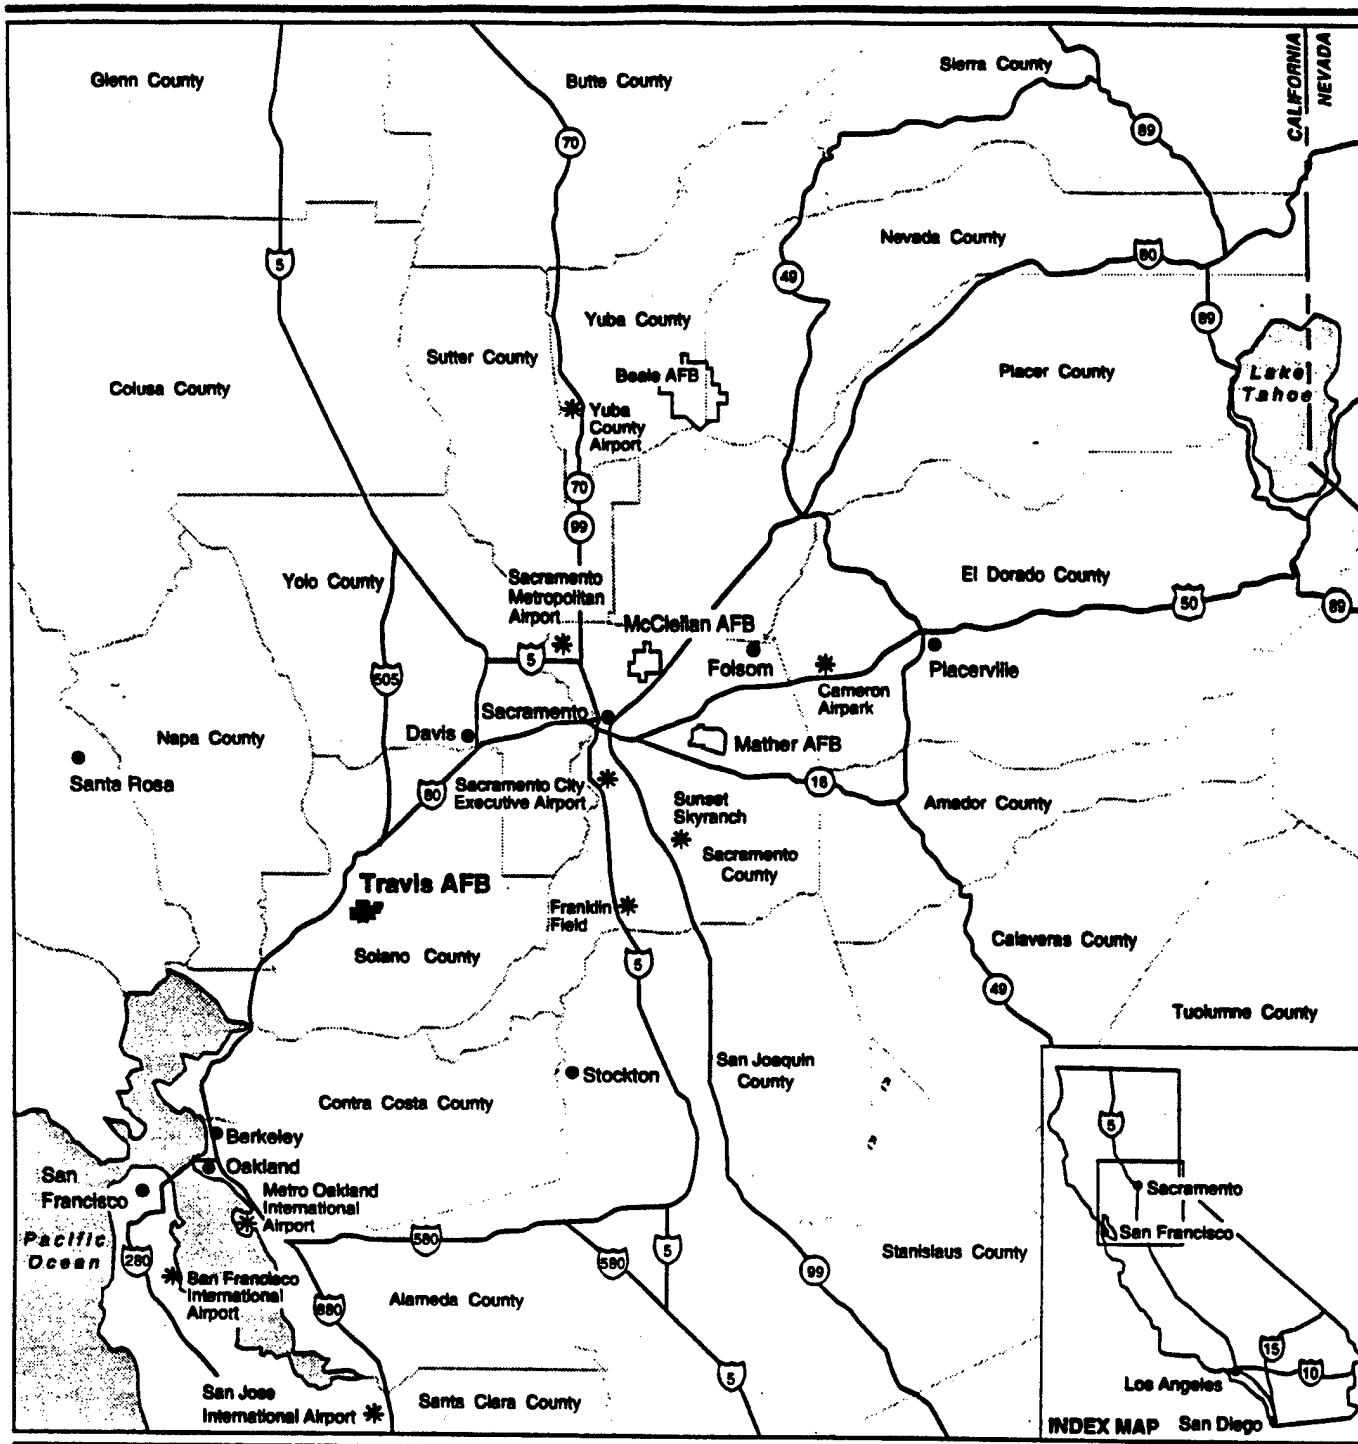 Glenn County
Butte County
Sierra County
CALIFORNIA
NEVADA
70
89
5
Nevada County
80
49
89
Yuba County
Sutter County
Colusa County
Beale AFB
Placer County
Lake
Tahoe
Yuba
County
Airport
70
99
Yolo County
Sacramento
Metropolitan
Airport
El Dorado County
50
89
McClellan AFB
5
Folsom
Placerville
505
Cameron
Airpark
Sacramento
Davis
Napa County
Mather AFB
Santa Rosa
80
Sacramento City
Executive Airport
16
Sunset
Skyranch
Amador County
Sacramento
County
Travis AFB
Franklin
Field
Solano County
5
Calaveras County
49
Tuolumne County
San Joaquin
County
Stockton
Contra Costa County
Berkeley
Oakland
San
Francisco
Metro Oakland
International
Airport
Pacific
Ocean
280
580
580
5
99
Stanislaus County
San Francisco
International
Airport
880
Alameda County
5
San Jose
International Airport
Santa Clara County
5
Sacramento
San Francisco
15
10
Los Angeles
INDEX MAP
San Diego